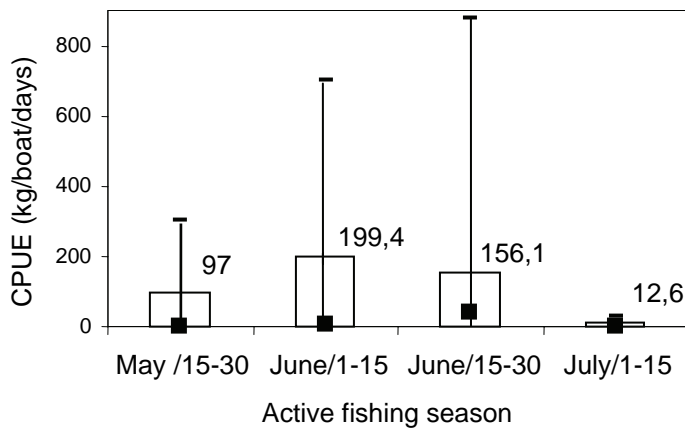 CPUE (kg/boat/days)
800
600
400
200
0
97
199,4
156,1
12,6
May /15-30
June/1-15
June/15-30
July/1-15
Active fishing season